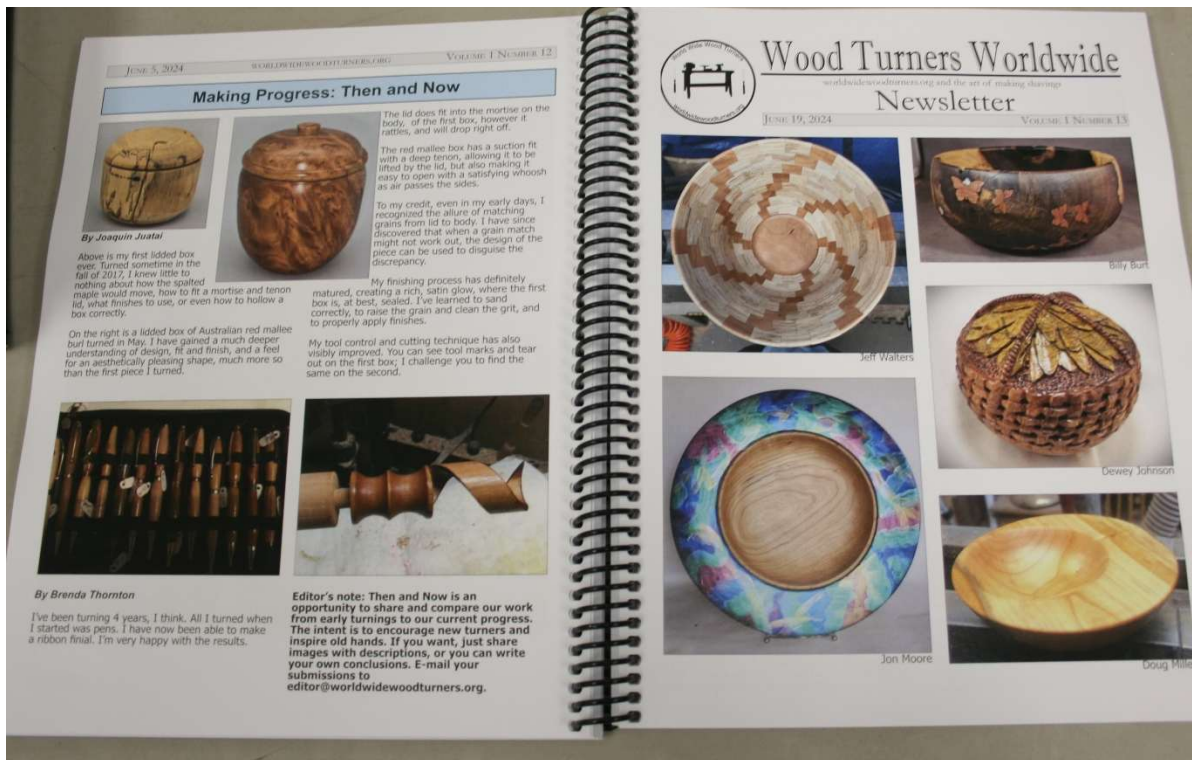 JUNE 5, 2024
WORLDWIDEWOODTURNERS.ORG
VOLUME 1 NUMBER 12
Making Progress: Then and Now
By Joaquin Juatai
Above is my first lidded box
ever. Turned sometime in the
fall of 2017, I knew little to
nothing about how the spalted
maple would move, how to fit a mortise and tenon
lid, what finishes to use, or even how to hollow a
box correctly.
On the right is a lidded box of Australian red mallee
burl turned in May. I have gained a much deeper
understanding of design, fit and finish, and a feel
for an aesthetically pleasing shape, much more so
than the first piece I turned.
The lid does fit into the mortise on the
body, of the first box, however it
rattles, and will drop right off.
The red mallee box has a suction fit
with a deep tenon, allowing it to be
lifted by the lid, but also making it
easy to open with a satisfying whoosh
as air passes the sides.
To my credit, even in my early days, I
recognized the allure of matching
grains from lid to body. I have since
discovered that when a grain match
might not work out, the design of the
piece can be used to disguise the
discrepancy.
My finishing process has definitely
matured, creating a rich, satin glow, where the first
box is, at best, sealed. I've learned to sand
correctly, to raise the grain and clean the grit, and
to properly apply finishes.
My tool control and cutting technique has also
visibly improved. You can see tool marks and tear
out on the first box; I challenge you to find the
same on the second.
By Brenda Thornton
I've been turning 4 years, I think. All I turned when
I started was pens. I have now been able to make
a ribbon finial. I'm very happy with the results.
Editor's note: Then and Now is an
opportunity to share and compare our work
from early turnings to our current progress.
The intent is to encourage new turners and
inspire old hands. If you want, just share
images with descriptions, or you can write
your own conclusions. E-mail your
submissions to
editor@worldwidewoodturners.org.
World Wide Wood Turners
worldwidewoodturners.org
Wood Turners Worldwide
worldwidewoodturners.org and the art of making shavings
Newsletter
JUNE 19, 2024
VOLUME 1 NUMBER 13
Jeff Walters
Billy Burt
Dewey Johnson
Jon Moore
Doug Mille